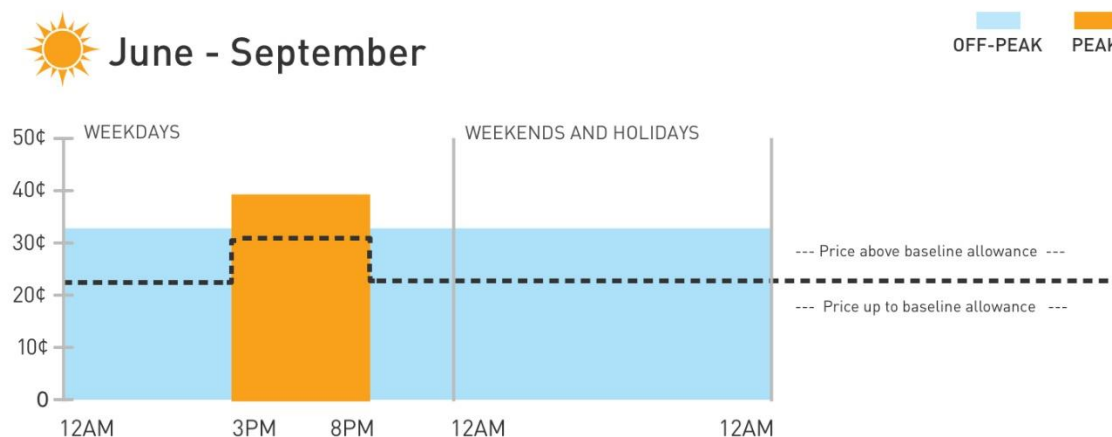 June - September
OFF-PEAK PEAK
WEEKDAYS
WEEKENDS AND HOLIDAYS
50¢
40¢
30¢
20¢
10¢
0
--- Price above baseline allowance ---
--- Price up to baseline allowance ---
12AM 3PM 8PM 12AM 12AM